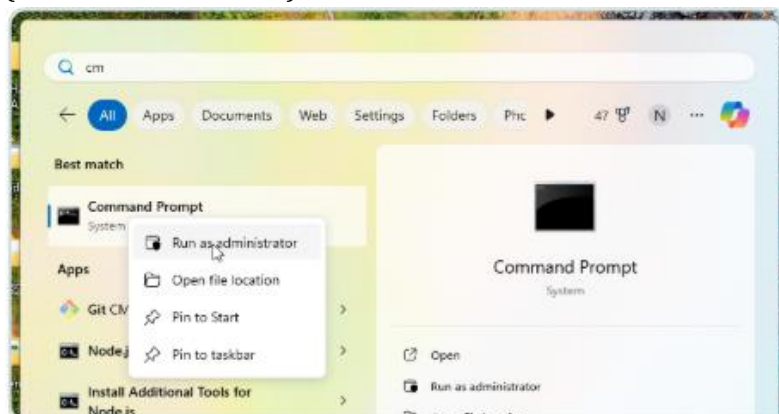 cm
All Apps Documents Web Settings Folders Phc 47 N ...
Best match
Command Prompt
System
Run as administrator
Apps
Open file location
Git CM
Pin to Start
Node.j
Pin to taskbar
Install Additional Tools for
Node.js
Command Prompt
System
Open
Run as administrator